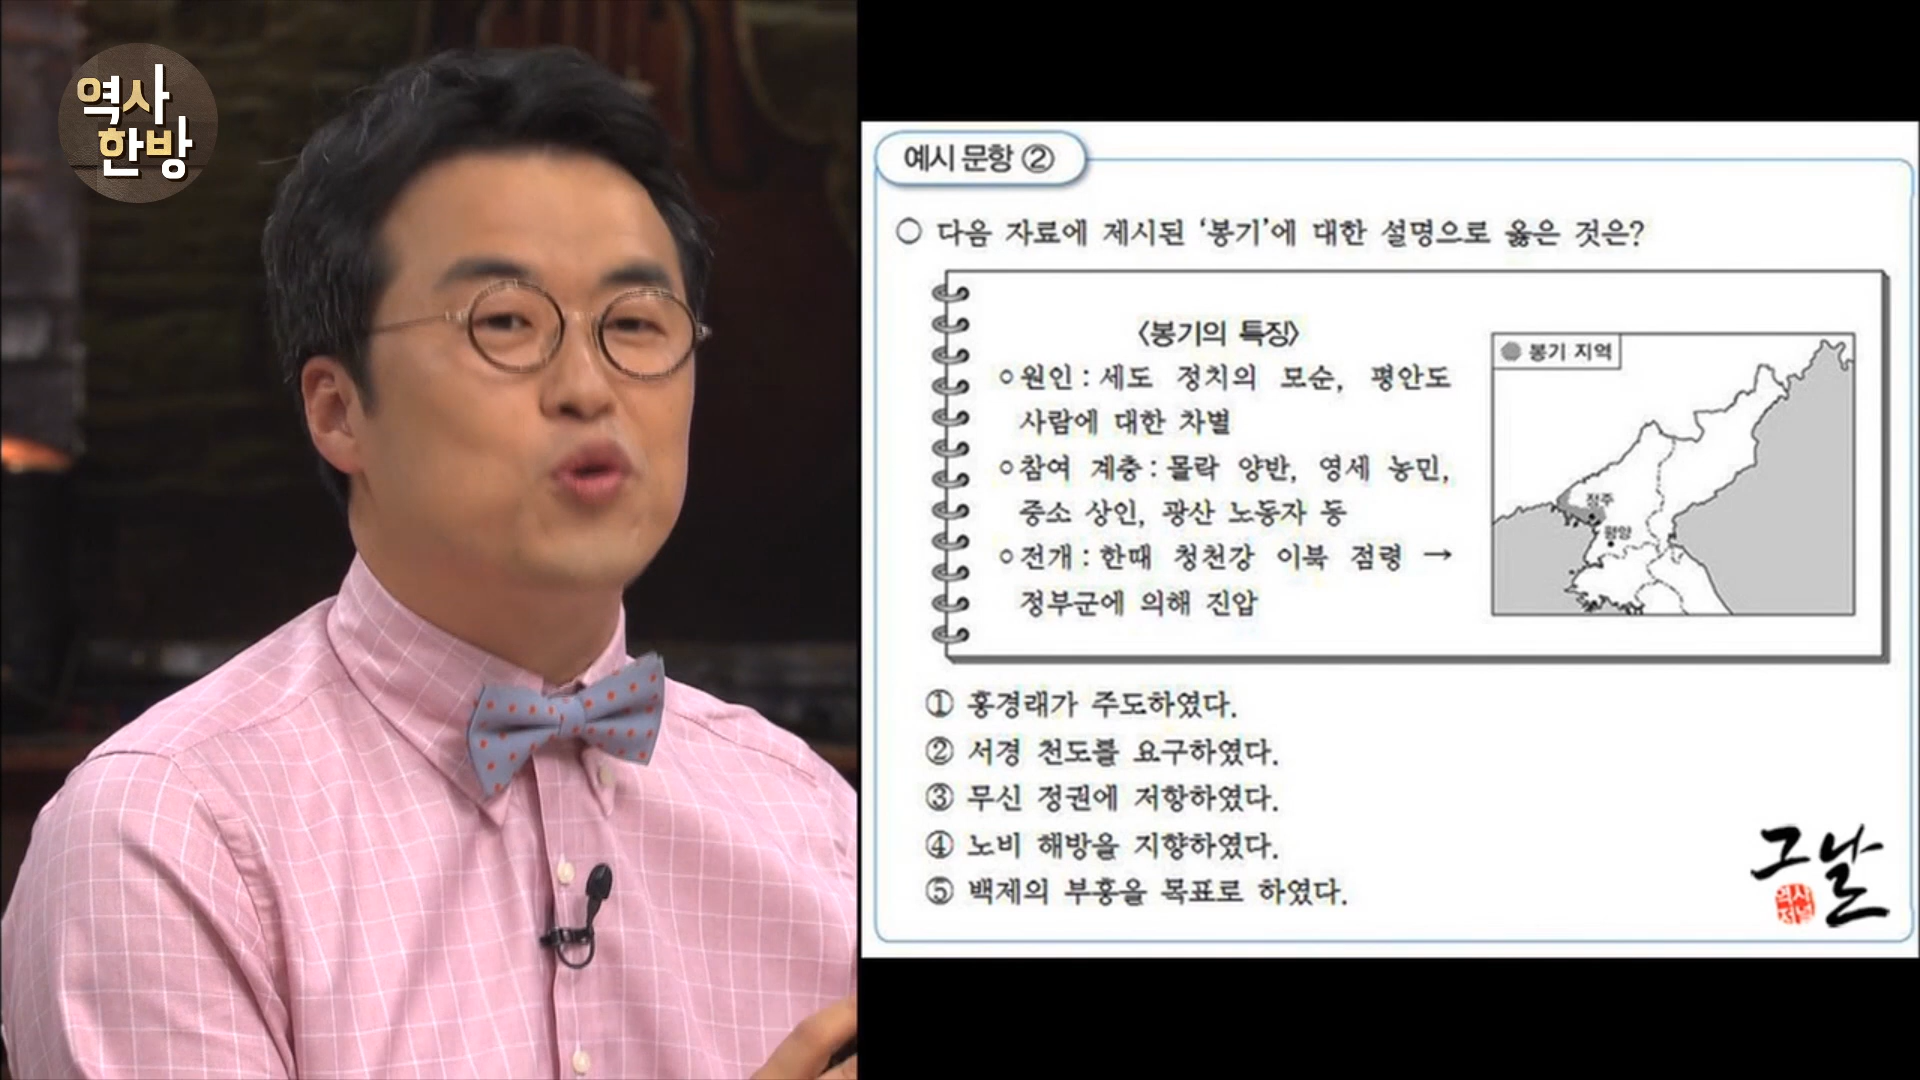 역사
한방
예시 문항 ②
○ 다음 자료에 제시된 ‘봉기’에 대한 설명으로 옳은 것은?
〈봉기의 특징〉
○원인 : 세도 정치의 모순, 평안도
사람에 대한 차별
○참여 계층 : 몰락 양반, 영세 농민,
중소 상인, 광산 노동자 등
○전개 : 한때 청천강 이북 점령 →
정부군에 의해 진압
봉기 지역
정주
평양
① 홍경래가 주도하였다.
② 서경 천도를 요구하였다.
③ 무신 정권에 저항하였다.
④ 노비 해방을 지향하였다.
⑤ 백제의 부흥을 목표로 하였다.
그날
역사
저널